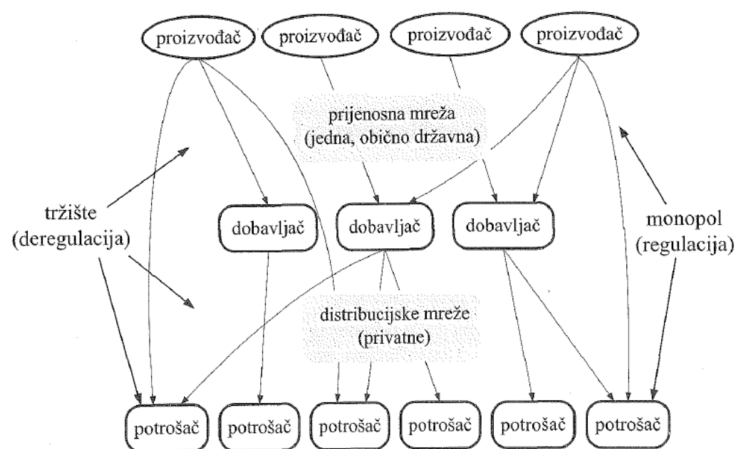 proizvođač proizvođač proizvođač proizvođač
prijenosna mreža
(jedna, obično državna)
tržište
(deregulacija)
dobavljač dobavljač dobavljač
monopol
(regulacija)
distribucijske mreže
(privatne)
potrošač potrošač potrošač potrošač potrošač potrošač